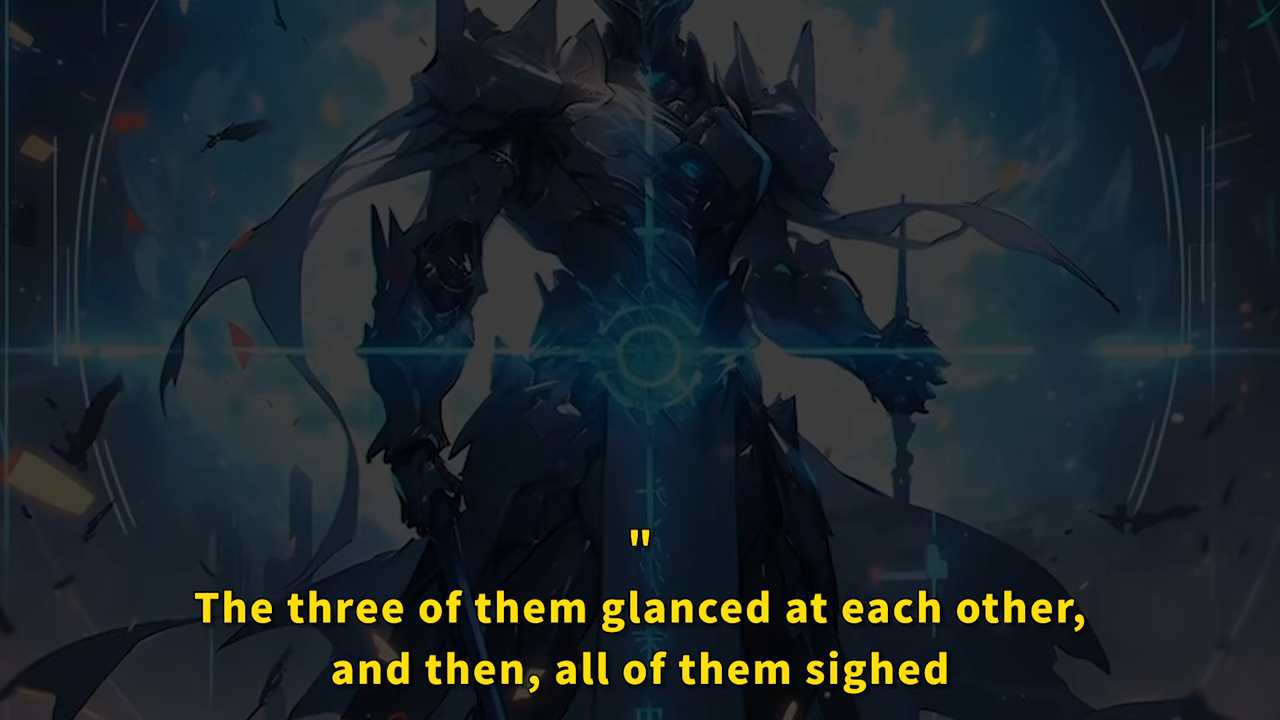 "
The three of them glanced at each other,
and then, all of them sighed